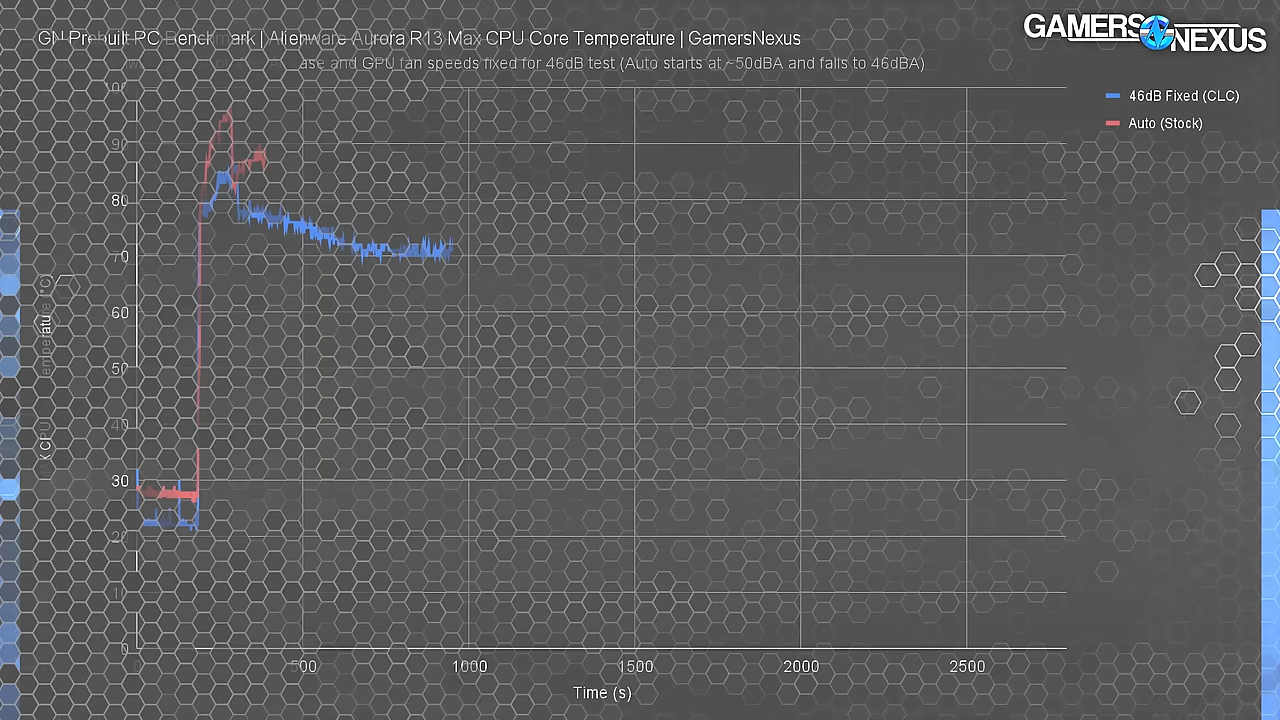 GN Prebuilt PC Benchmark | Alienware Aurora R13 Max CPU Core Temperature | GamersNexus
GAMERS NEXUS
ase and GPU fan speeds fixed for 46dB test (Auto starts at ~50dBA and falls to 46dBA)
46dB Fixed (CLC)
Auto (Stock)
90
80
70
60
50
40
30
20
10
0
Temperature (°C)
500
1000
1500
2000
2500
Time (s)